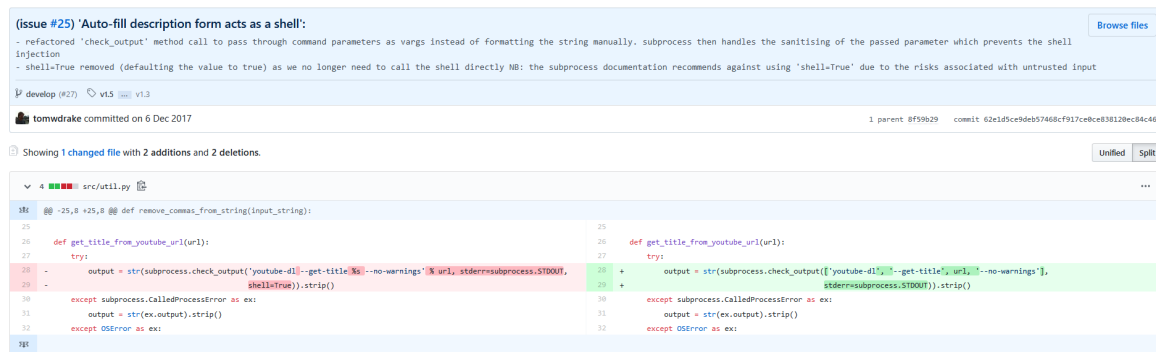 (issue #25) 'Auto-fill description form acts as a shell':
Browse files
- refactored 'check_output' method call to pass through command parameters as vargs instead of formatting the string manually. subprocess then handles the sanitising of the passed parameter which prevents the shell
injection
- shell=True removed (defaulting the value to true) as we no longer need to call the shell directly NB: the subprocess documentation recommends against using 'shell=True' due to the risks associated with untrusted input
develop (#27) v1.5 ... v1.3
tomwdrake committed on 6 Dec 2017
1 parent 8f59b29 commit 62e1d5ce9deb57468cf917ce0ce838120ec84c46
Showing 1 changed file with 2 additions and 2 deletions.
Unified Split
4 src/util.py
...
@@ -25,8 +25,8 @@ def remove_commas_from_string(input_string):
25
26 def get_title_from_youtube_url(url):
27 try:
28 - output = str(subprocess.check_output('youtube-dl --get-title %s --no-warnings' % url, stderr=subprocess.STDOUT,
29 - shell=True)).strip()
30 except subprocess.CalledProcessError as ex:
31 output = str(ex.output).strip()
32 except OSError as ex:
25
26 def get_title_from_youtube_url(url):
27 try:
28 + output = str(subprocess.check_output(['youtube-dl', '--get-title', url, '--no-warnings'],
29 + stderr=subprocess.STDOUT)).strip()
30 except subprocess.CalledProcessError as ex:
31 output = str(ex.output).strip()
32 except OSError as ex: